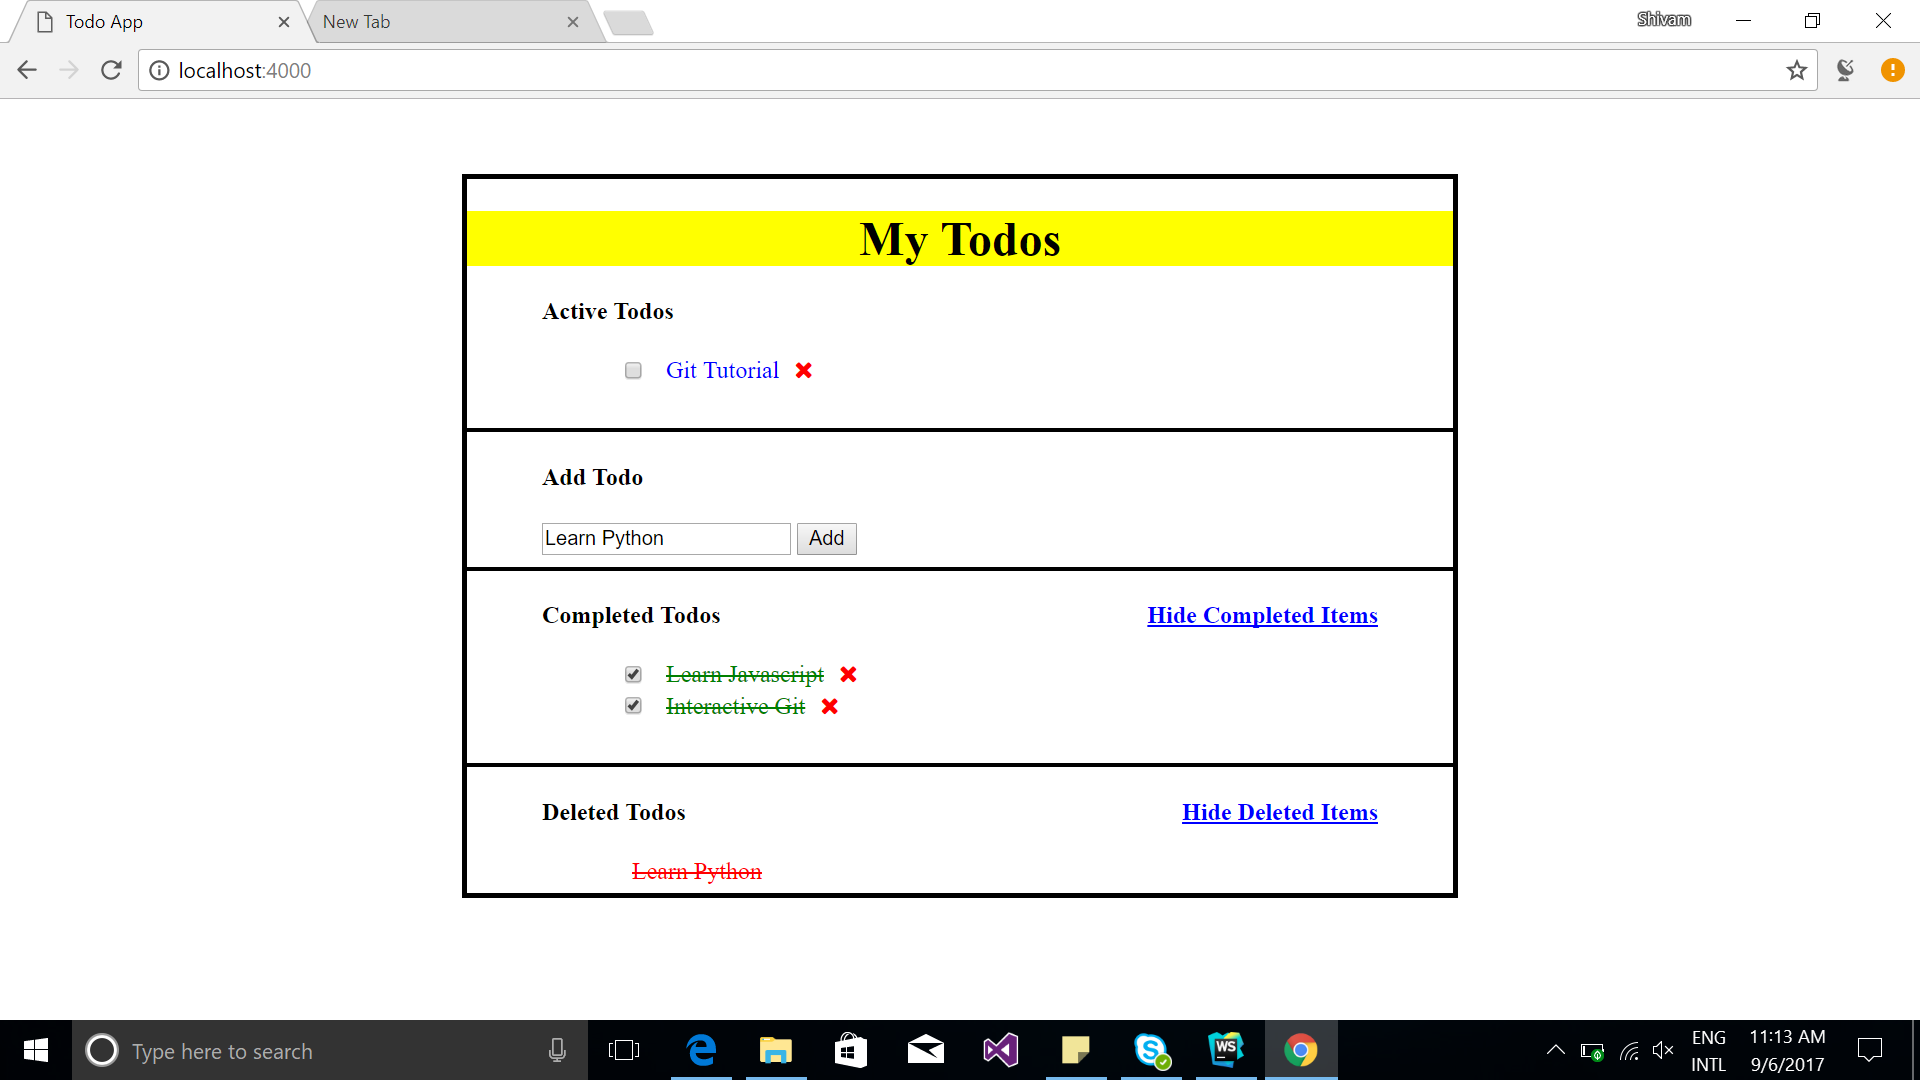 Todo App
New Tab
Shivam
localhost:4000
My Todos
Active Todos
Git Tutorial
Add Todo
Learn Python
Add
Completed Todos
Hide Completed Items
Learn Javascript
Interactive Git
Deleted Todos
Hide Deleted Items
Learn Python
Type here to search
WS
ENG
INTL
11:13 AM
9/6/2017